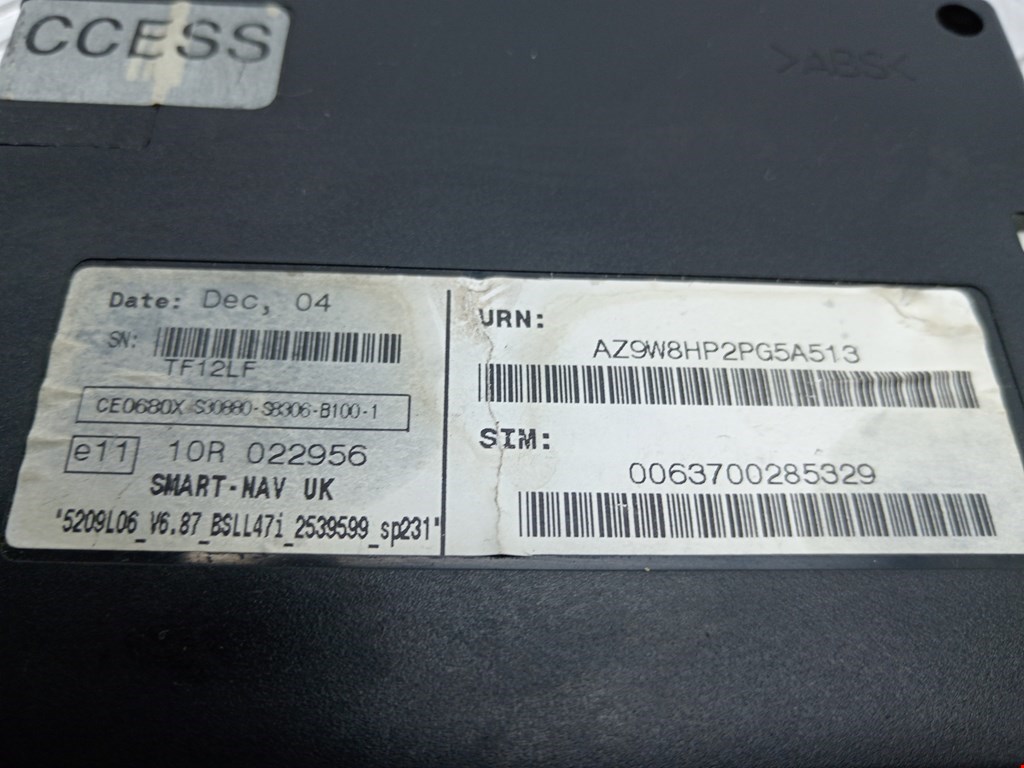 CCESS
>ABS<
Date: Dec, 04
SN:
TF12LF
CE0680X S30880-S8306-B100-1
e11 10R 022956
SMART-NAV UK
'5209L06_V6.87_BSLL47i_2539599_sp231'
URN:
AZ9W8HP2PG5A513
SIM:
0063700285329